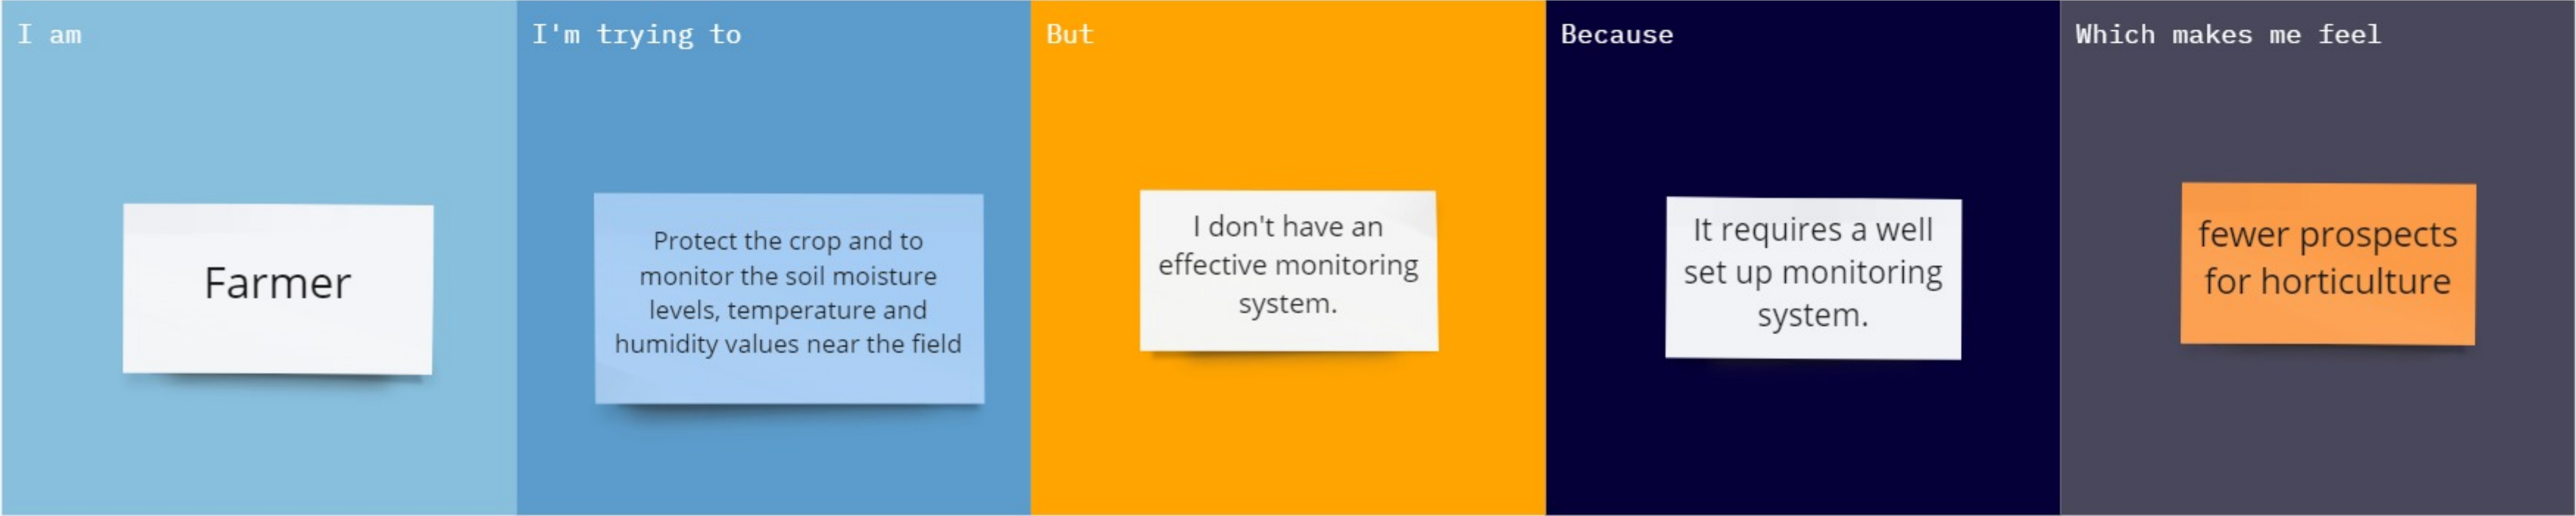 I am
Farmer
I'm trying to
Protect the crop and to
monitor the soil moisture
levels, temperature and
humidity values near the field
But
I don't have an
effective monitoring
system.
Because
It requires a well
set up monitoring
system.
Which makes me feel
fewer prospects
for horticulture